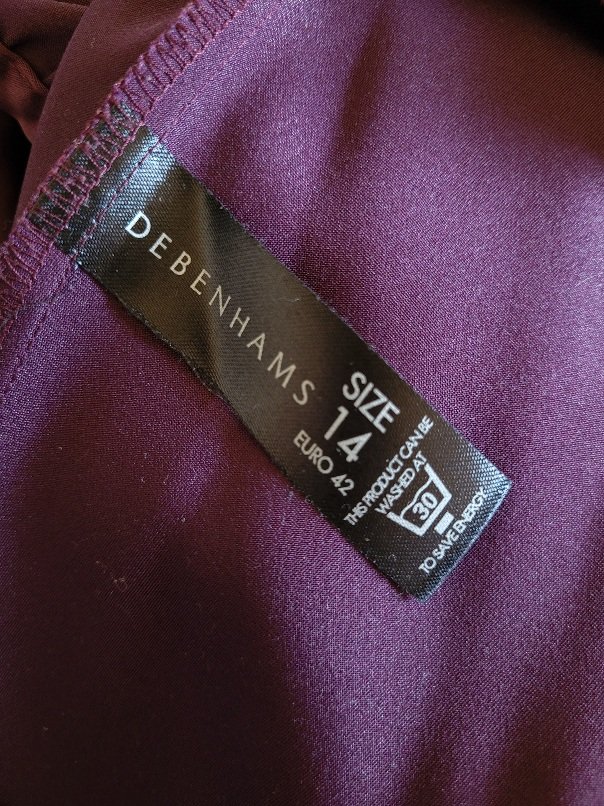 DEBENHAMS
SIZE
14
EURO 42
THIS PRODUCT CAN BE
WASHED AT
30
TO SAVE ENERGY